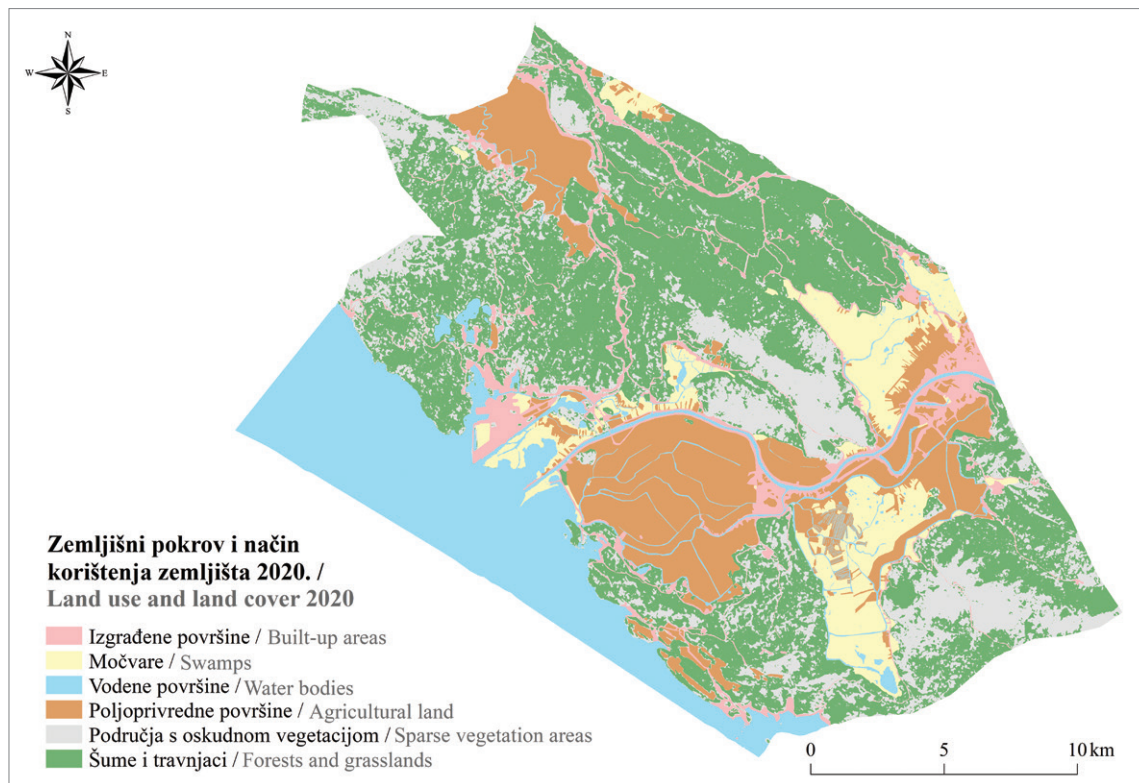 N
W E
S
Zemljišni pokrov i način
korištenja zemljišta 2020. /
Land use and land cover 2020
Izgrađene površine / Built-up areas
Močvare / Swamps
Vodene površine / Water bodies
Poljoprivredne površine / Agricultural land
Područja s oskudnom vegetacijom / Sparse vegetation areas
Šume i travnjaci / Forests and grasslands
0 5 10 km